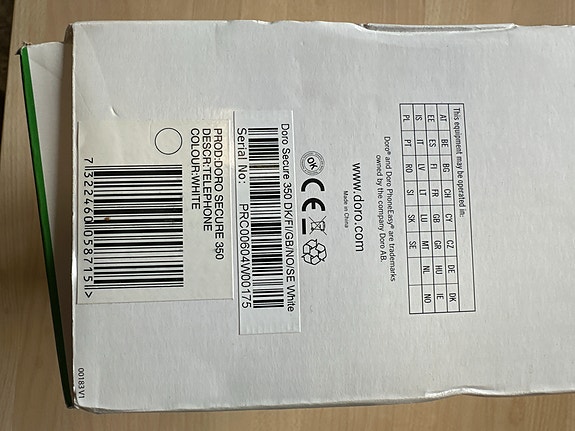 This equipment may be operated in:
AT BE BG CH CY CZ DE DK
EE ES FI FR GB GR HU IE
IS IT LV LT LU MT NL NO
PL PT RO SI SK SE
Doro® and Doro PhoneEasy® are trademarks
owned by the company Doro AB.
www.doro.com
Made in China
OK CE
Doro Secure 350 DK/FI/GB/NO/SE White
Serial No: PRC00604W00175
PROD:DORO SECURE 350
DESCR:TELEPHONE
COLOUR:WHITE
7 322460 058715 >
00183 V1